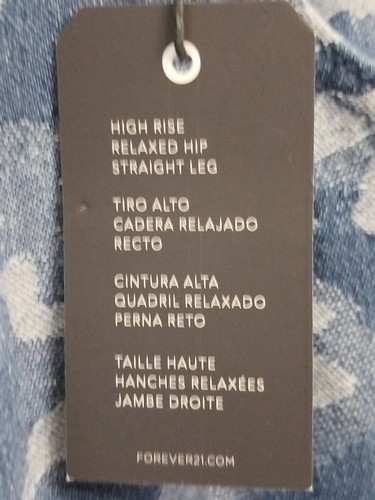 HIGH RISE
RELAXED HIP
STRAIGHT LEG
TIRO ALTO
CADERA RELAJADO
RECTO
CINTURA ALTA
QUADRIL RELAXADO
PERNA RETO
TAILLE HAUTE
HANCHES RELAXÉES
JAMBE DROITE
FOREVER21.COM